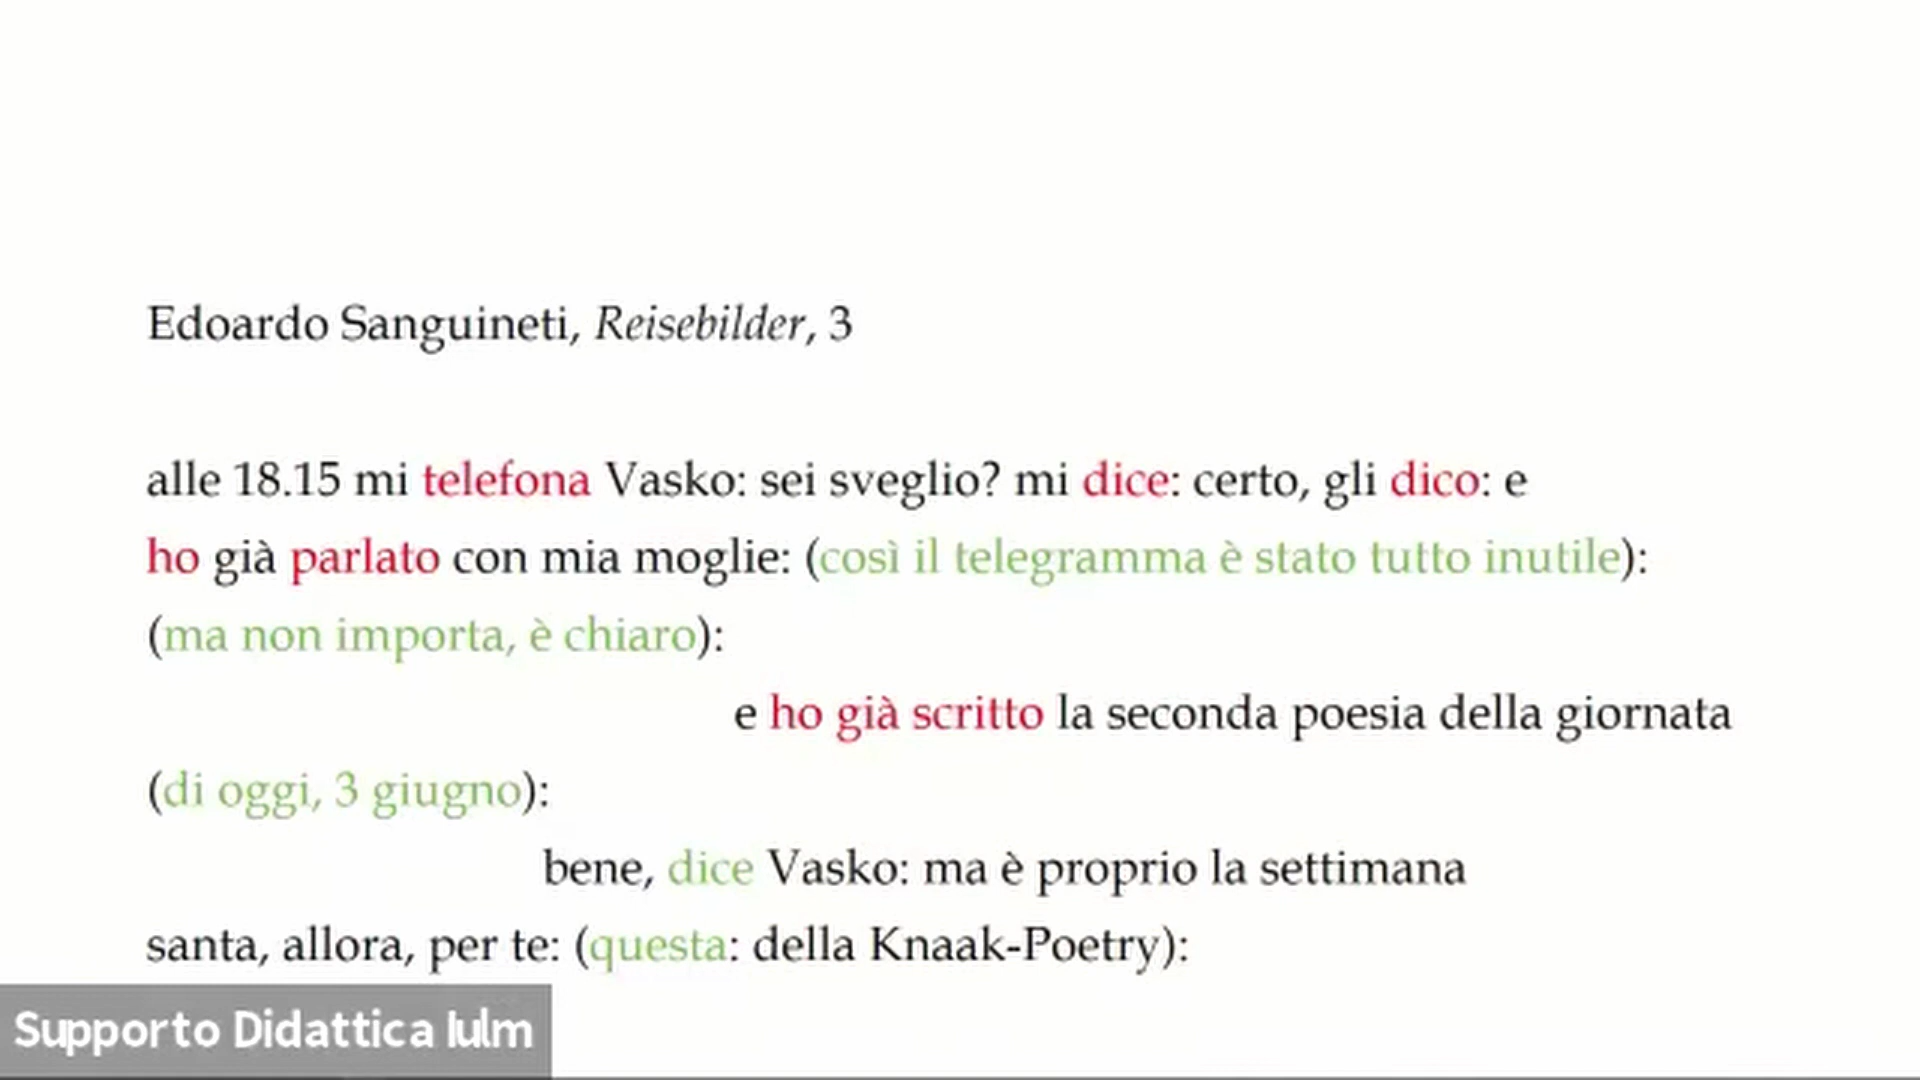 Edoardo Sanguineti, Reisebilder, 3
alle 18.15 mi telefona Vasko: sei sveglio? mi dice: certo, gli dico: e
ho già parlato con mia moglie: (così il telegramma è stato tutto inutile):
(ma non importa, è chiaro):
e ho già scritto la seconda poesia della giornata
(di oggi, 3 giugno):
bene, dice Vasko: ma è proprio la settimana
santa, allora, per te: (questa: della Knaak-Poetry):
Supporto Didattica Iulm